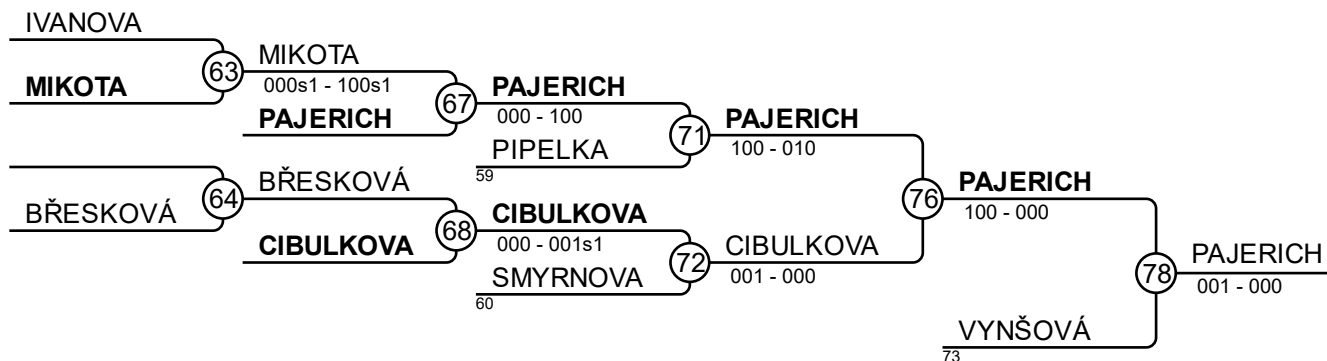 IVANOVA
63
MIKOTA
MIKOTA
000s1 - 100s1
67
PAJERICH
PAJERICH
000 - 100
71
PIPELKA
59
PAJERICH
100 - 010
64
BŘESKOVÁ
BŘESKOVÁ
68
CIBULKOVA
CIBULKOVA
000 - 001s1
72
SMYRNOVA
60
CIBULKOVA
001 - 000
76
PAJERICH
100 - 000
78
VYNŠOVÁ
73
PAJERICH
001 - 000